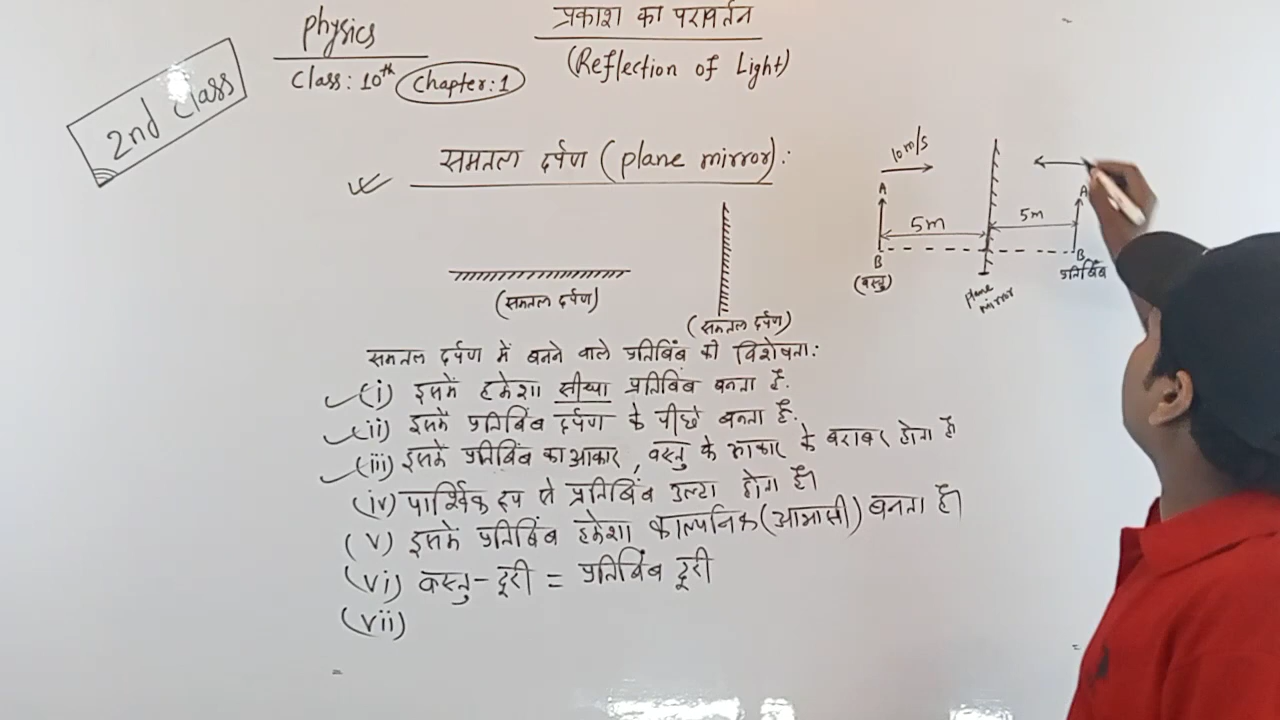 physics
Class: 10th Chapter: 1
2nd Class
प्रकाश का परावर्तन
(Reflection of Light)
समतल दर्पण (plane mirror):
(समतल दर्पण)
(समतल दर्पण)
समतल दर्पण में बनने वाले प्रतिबिंब की विशेषता:
(i) इसमें हमेशा सीधा प्रतिबिंब बनता है.
(ii) इसमें प्रतिबिंब दर्पण के पीछे बनता है.
(iii) इसमें प्रतिबिंब का आकार, वस्तु के आकार के बराबर होता है
(iv) पार्श्विक रूप से प्रतिबिंब उल्टा होता है।
(v) इसमें प्रतिबिंब हमेशा काल्पनिक (आभासी) बनता है।
(vi) वस्तु-दूरी = प्रतिबिंब दूरी
(vii)
10 m/s
A A
5m 5m
B B
(वस्तु) प्रतिबिंब
plane
mirror